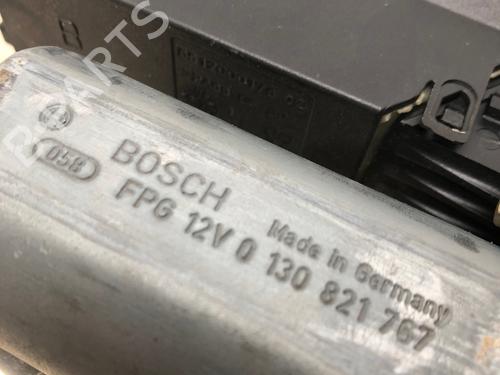 B
BOSCH
058
FPG 12V 0 130 821 767
Made in Germany